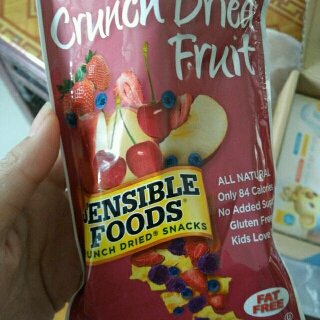 Crunch Dried
Fruit
SENSIBLE
FOODS®
CRUNCH DRIED® SNACKS
ALL NATURAL
Only 84 Calories
No Added Sugar
Gluten Free
Kids Love
FAT
FREE